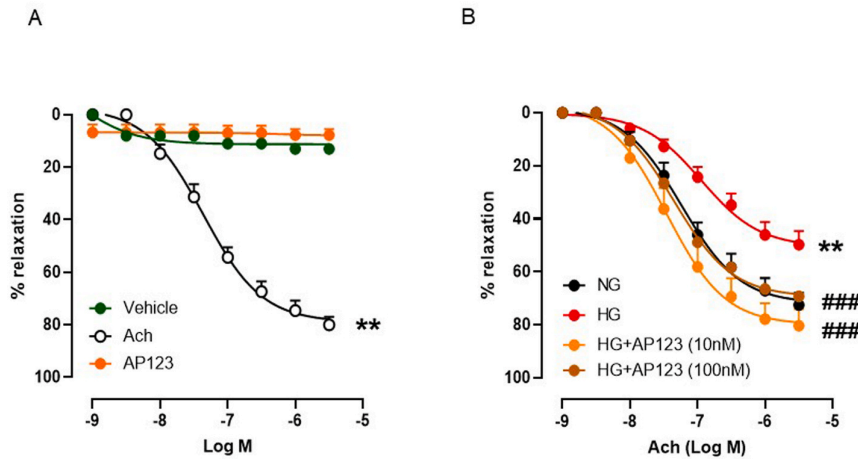 A
% relaxation
0
20
40
60
80
100
Vehicle
Ach
AP123
**
-9
-8
-7
-6
-5
Log M
B
% relaxation
0
20
40
60
80
100
NG
HG
HG+AP123 (10nM)
HG+AP123 (100nM)
**
###
###
-9
-8
-7
-6
-5
Ach (Log M)